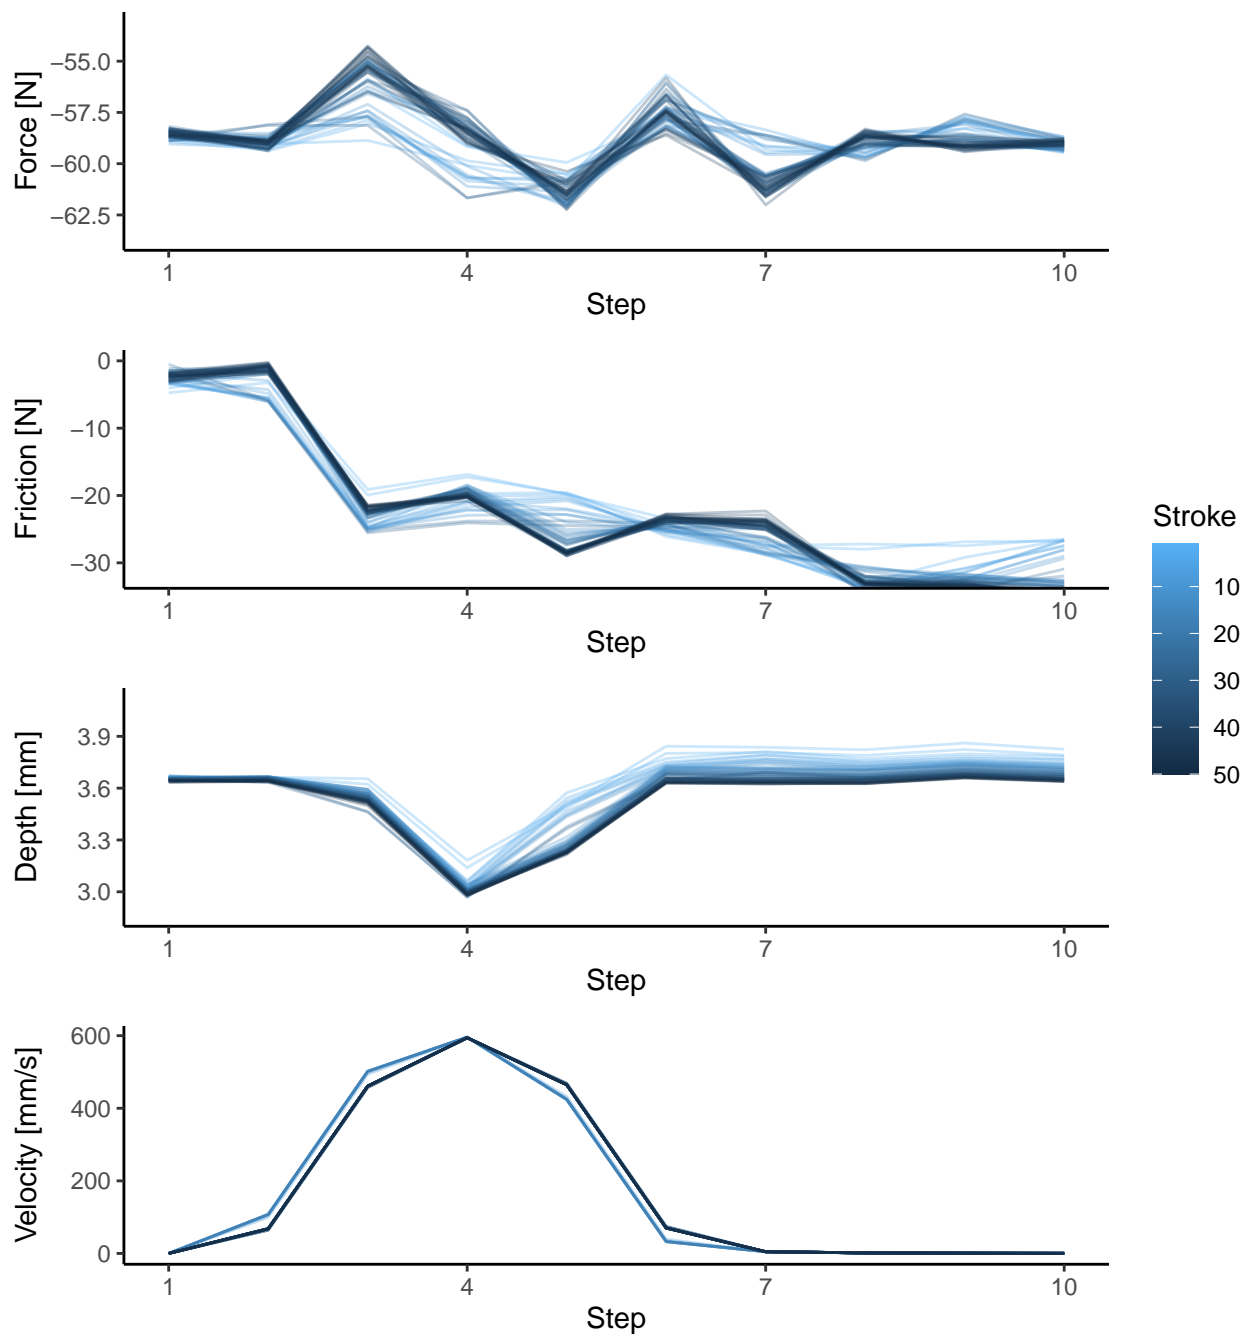 Force [N]
−55.0
−57.5
−60.0
−62.5
1 4 7 10
Step
Friction [N]
0
−10
−20
−30
1 4 7 10
Step
Depth [mm]
3.9
3.6
3.3
3.0
1 4 7 10
Step
Velocity [mm/s]
600
400
200
0
1 4 7 10
Step
Stroke
10
20
30
40
50